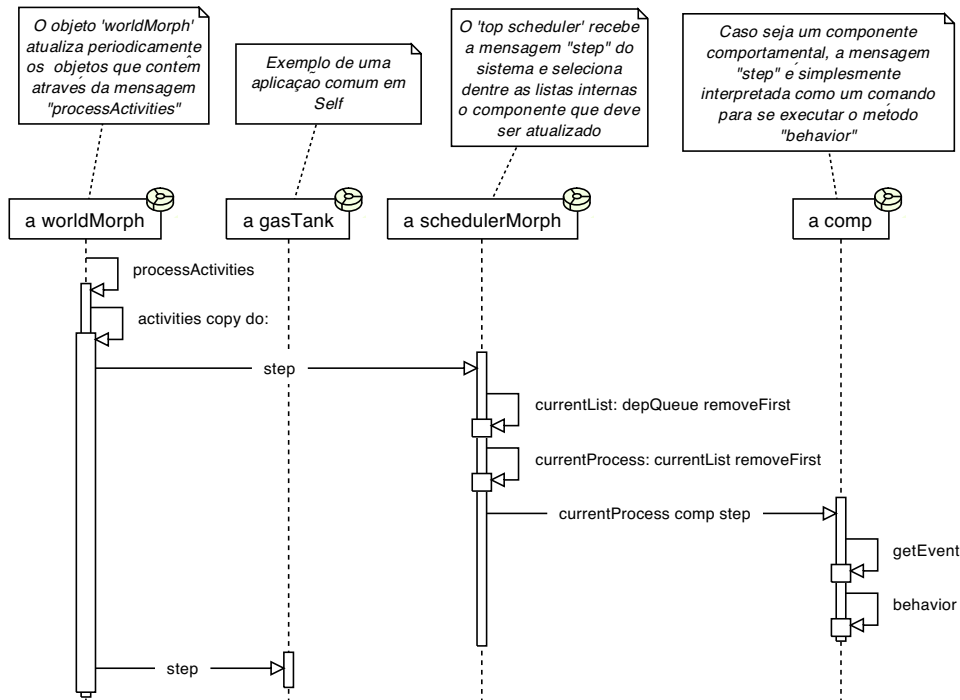 O objeto 'worldMorph'
atualiza periodicamente
os objetos que contêm
através da mensagem
"processActivities"
Exemplo de uma
aplicação comum em
Self
O 'top scheduler' recebe
a mensagem "step" do
sistema e seleciona
dentre as listas internas
o componente que deve
ser atualizado
Caso seja um componente
comportamental, a mensagem
"step" é simplesmente
interpretada como um comando
para se executar o método
"behavior"
a worldMorph
a gasTank
a schedulerMorph
a comp
processActivities
activities copy do:
step
currentList: depQueue removeFirst
currentProcess: currentList removeFirst
currentProcess comp step
getEvent
behavior
step